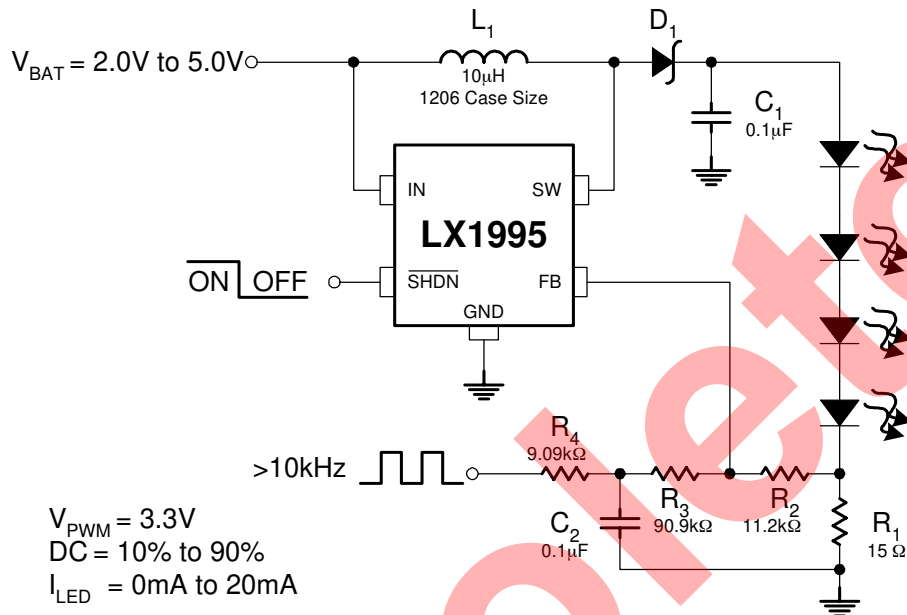 L1
D1
VBAT = 2.0V to 5.0V
10μH
1206 Case Size
C1
0.1μF
IN
SW
LX1995
ON OFF
SHDN
FB
GND
R4
9.09kΩ
>10kHz
R3
90.9kΩ
R2
11.2kΩ
C2
0.1μF
R1
15 Ω
VPWM = 3.3V
DC = 10% to 90%
ILED = 0mA to 20mA